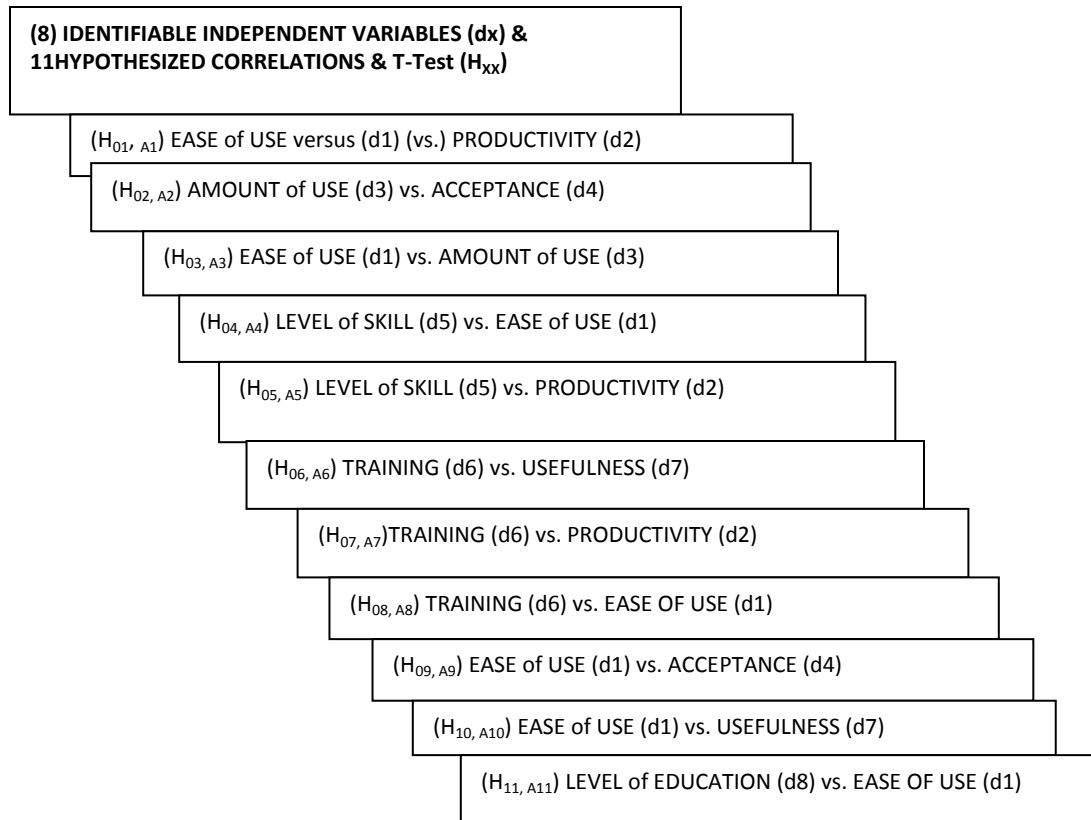 (8) IDENTIFIABLE INDEPENDENT VARIABLES (dx) &
11HYPOTHESIZED CORRELATIONS & T-Test (HXX)
(H01, A1) EASE of USE versus (d1) (vs.) PRODUCTIVITY (d2)
(H02, A2) AMOUNT of USE (d3) vs. ACCEPTANCE (d4)
(H03, A3) EASE of USE (d1) vs. AMOUNT of USE (d3)
(H04, A4) LEVEL of SKILL (d5) vs. EASE of USE (d1)
(H05, A5) LEVEL of SKILL (d5) vs. PRODUCTIVITY (d2)
(H06, A6) TRAINING (d6) vs. USEFULNESS (d7)
(H07, A7)TRAINING (d6) vs. PRODUCTIVITY (d2)
(H08, A8) TRAINING (d6) vs. EASE OF USE (d1)
(H09, A9) EASE of USE (d1) vs. ACCEPTANCE (d4)
(H10, A10) EASE of USE (d1) vs. USEFULNESS (d7)
(H11, A11) LEVEL of EDUCATION (d8) vs. EASE of USE (d1)